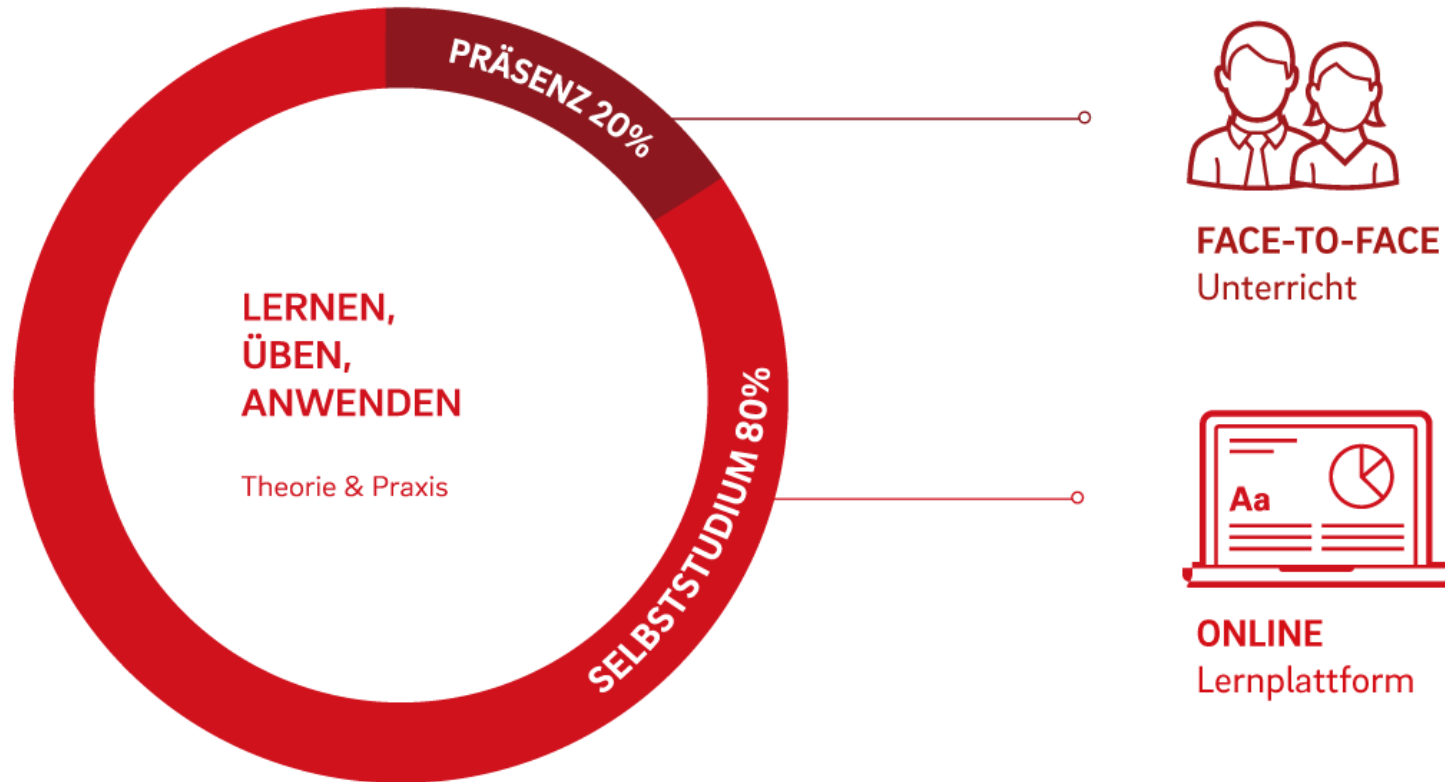 PRÄSENZ 20%
FACE-TO-FACE
Unterricht
LERNEN,
ÜBEN,
ANWENDEN
Theorie & Praxis
SELBSTSTUDIUM 80%
Aa
ONLINE
Lernplattform